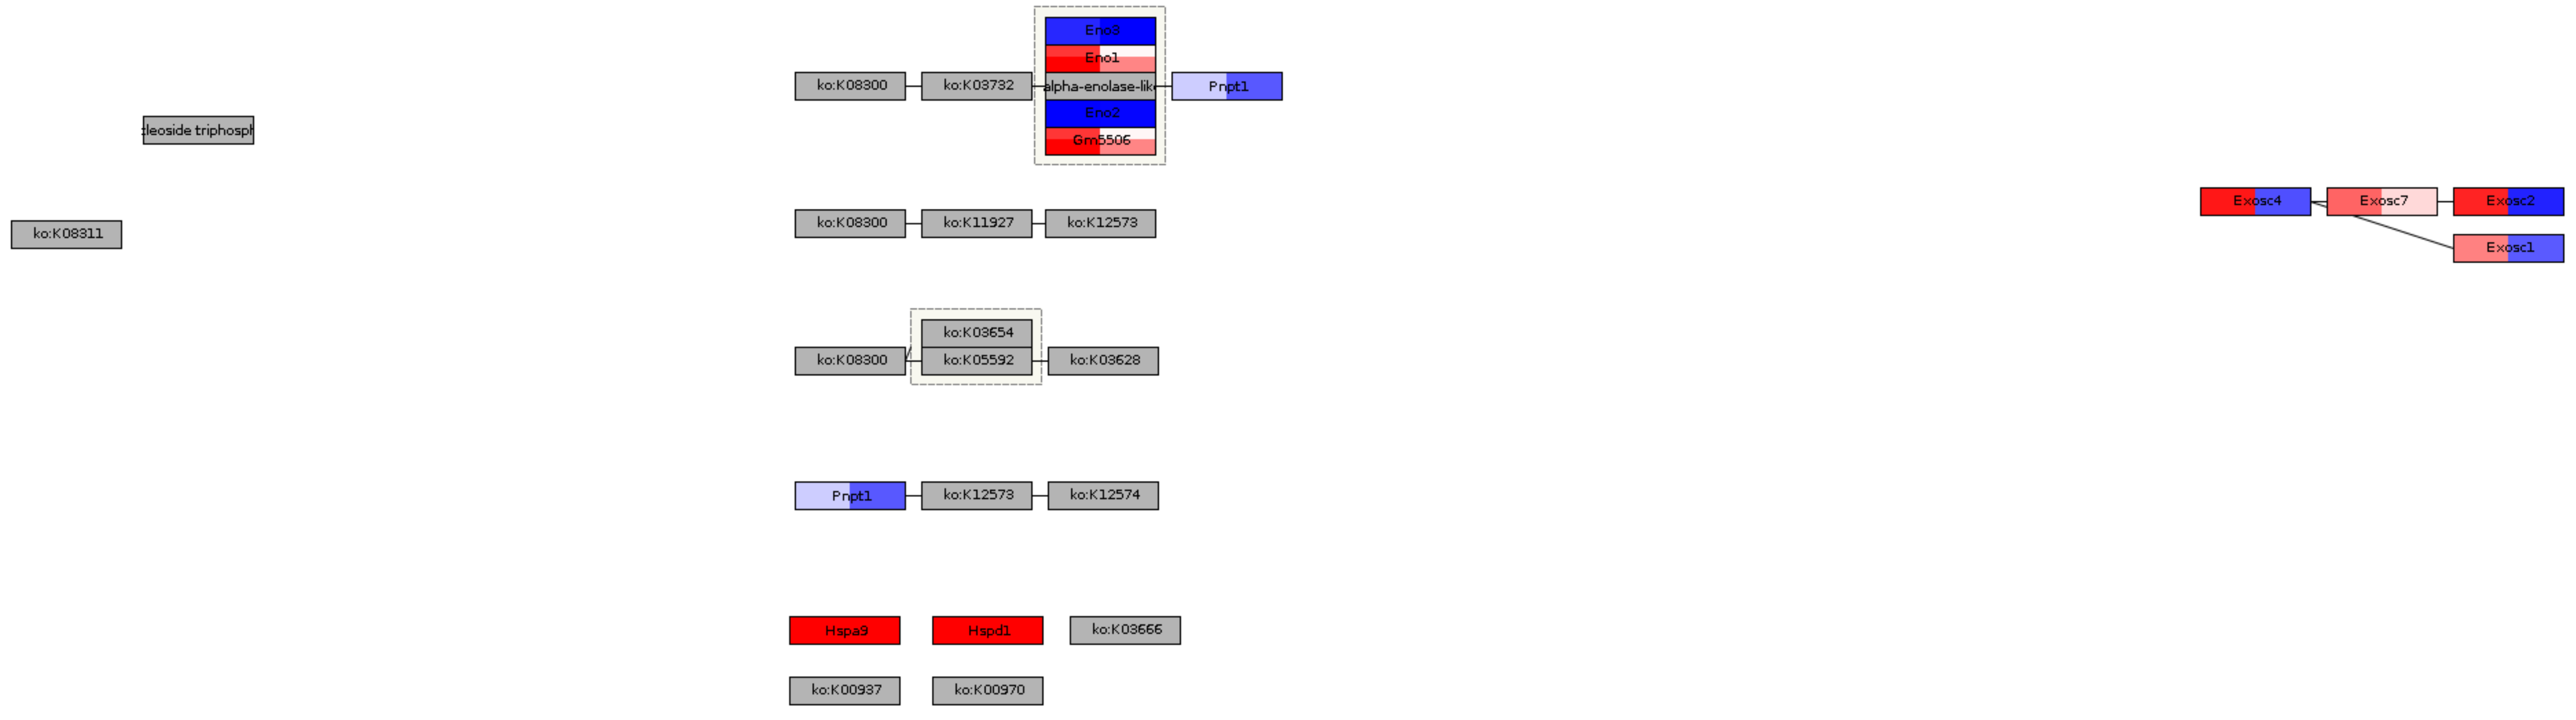 Eno3
Eno1
ko:K08300
ko:K03732
alpha-enolase-lik
Pnpt1
Eno2
Gm5506
leoside triphosp
ko:K08311
Exosc4
Exosc7
Exosc2
Exosc1
ko:K08300
ko:K11927
ko:K12573
ko:K03654
ko:K08300
ko:K05592
ko:K03628
Pnpt1
ko:K12573
ko:K12574
Hspa9
Hspd1
ko:K03666
ko:K00937
ko:K00970